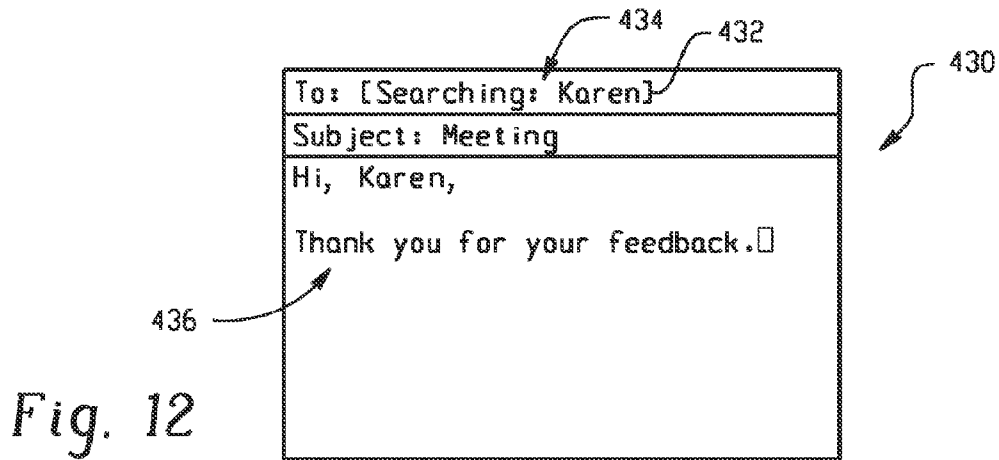 434
432
430
To: [Searching: Karen]
Subject: Meeting
Hi, Karen,
Thank you for your feedback.
436
Fig. 12